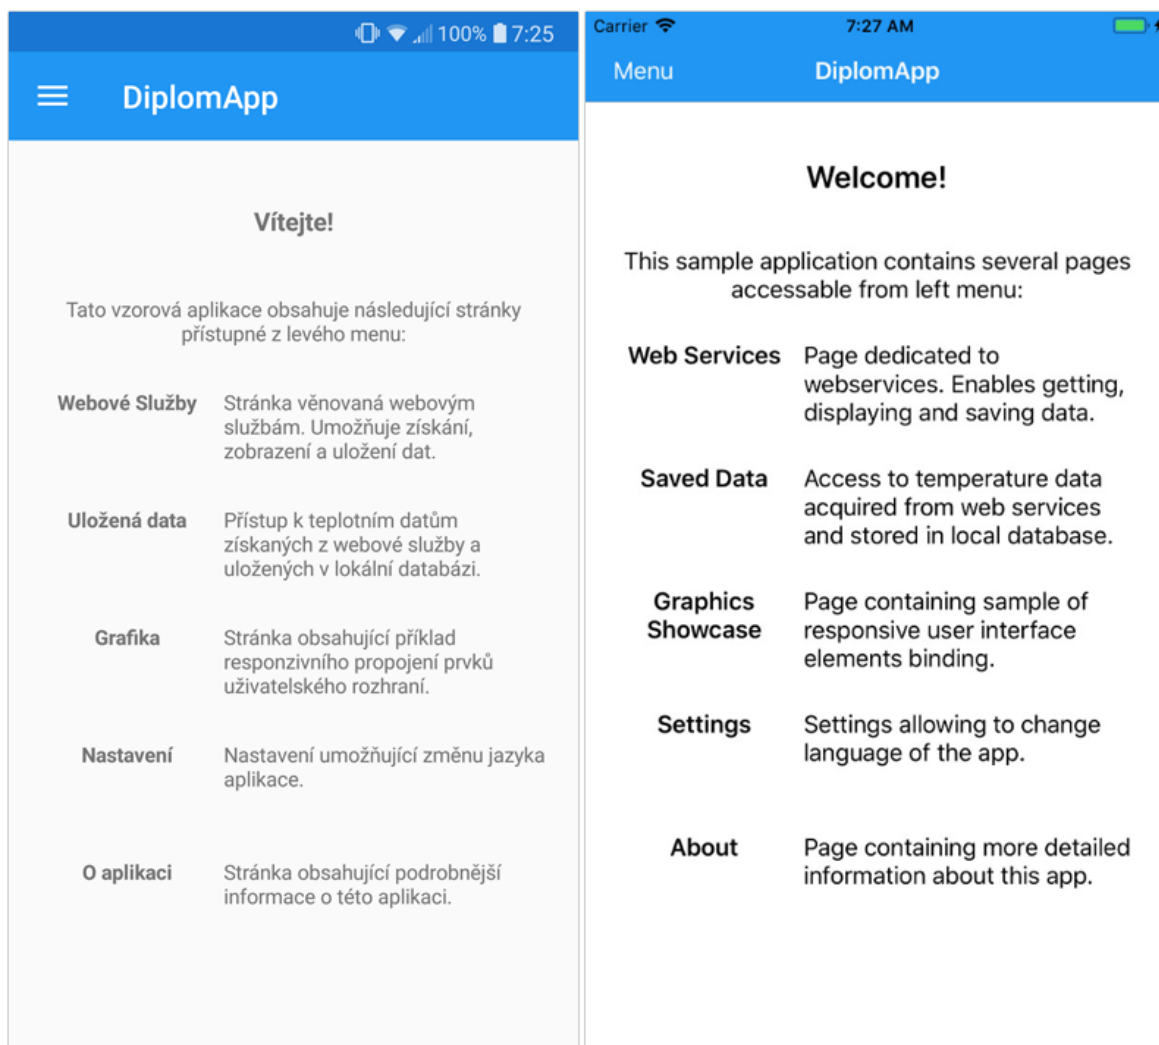 100% 7:25
DiplomApp
Vítejte!
Tato vzorová aplikace obsahuje následující stránky
přístupné z levého menu:
Webové Služby
Stránka věnovaná webovým
službám. Umožňuje získání,
zobrazení a uložení dat.
Uložená data
Přístup k teplotním datům
získaných z webové služby a
uložených v lokální databázi.
Grafika
Stránka obsahující příklad
responzivního propojení prvků
uživatelského rozhraní.
Nastavení
Nastavení umožňující změnu jazyka
aplikace.
O aplikaci
Stránka obsahující podrobnější
informace o této aplikaci.
Carrier 7:27 AM
Menu DiplomApp
Welcome!
This sample application contains several pages
accessable from left menu:
Web Services
Page dedicated to
webservices. Enables getting,
displaying and saving data.
Saved Data
Access to temperature data
acquired from web services
and stored in local database.
Graphics
Showcase
Page containing sample of
responsive user interface
elements binding.
Settings
Settings allowing to change
language of the app.
About
Page containing more detailed
information about this app.